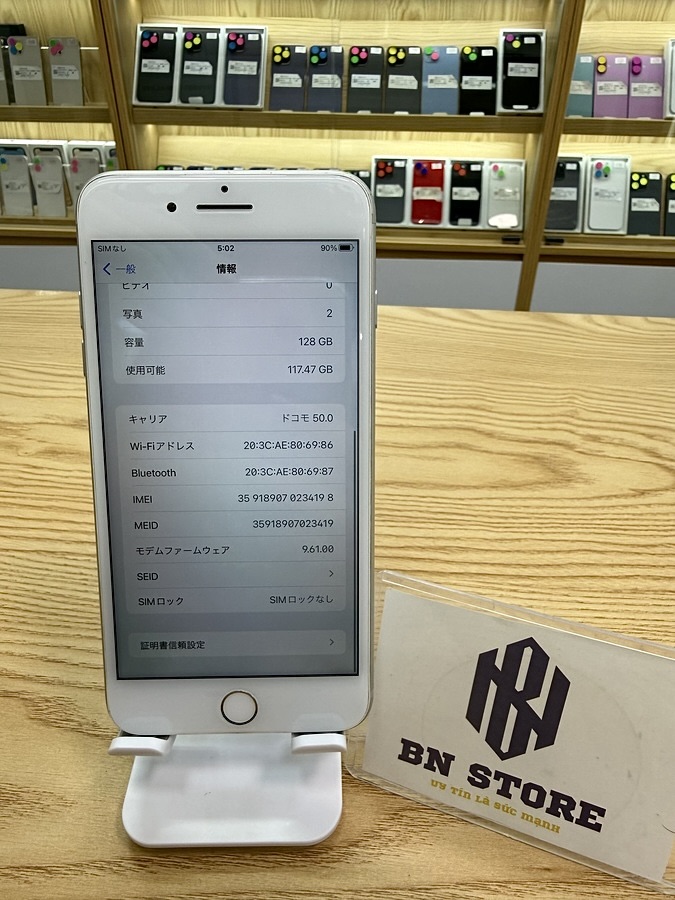 SIMなし 5:02 90%
一般 情報
ビデオ 0
写真 2
容量 128 GB
使用可能 117.47 GB
キャリア ドコモ 50.0
Wi-Fiアドレス 20:3C:AE:80:69:86
Bluetooth 20:3C:AE:80:69:87
IMEI 35 918907 023419 8
MEID 35918907023419
モデムファームウェア 9.61.00
SEID
SIMロック SIMロックなし
証明書信頼設定
BN STORE
UY TÍN LÀ SỨC MẠNH